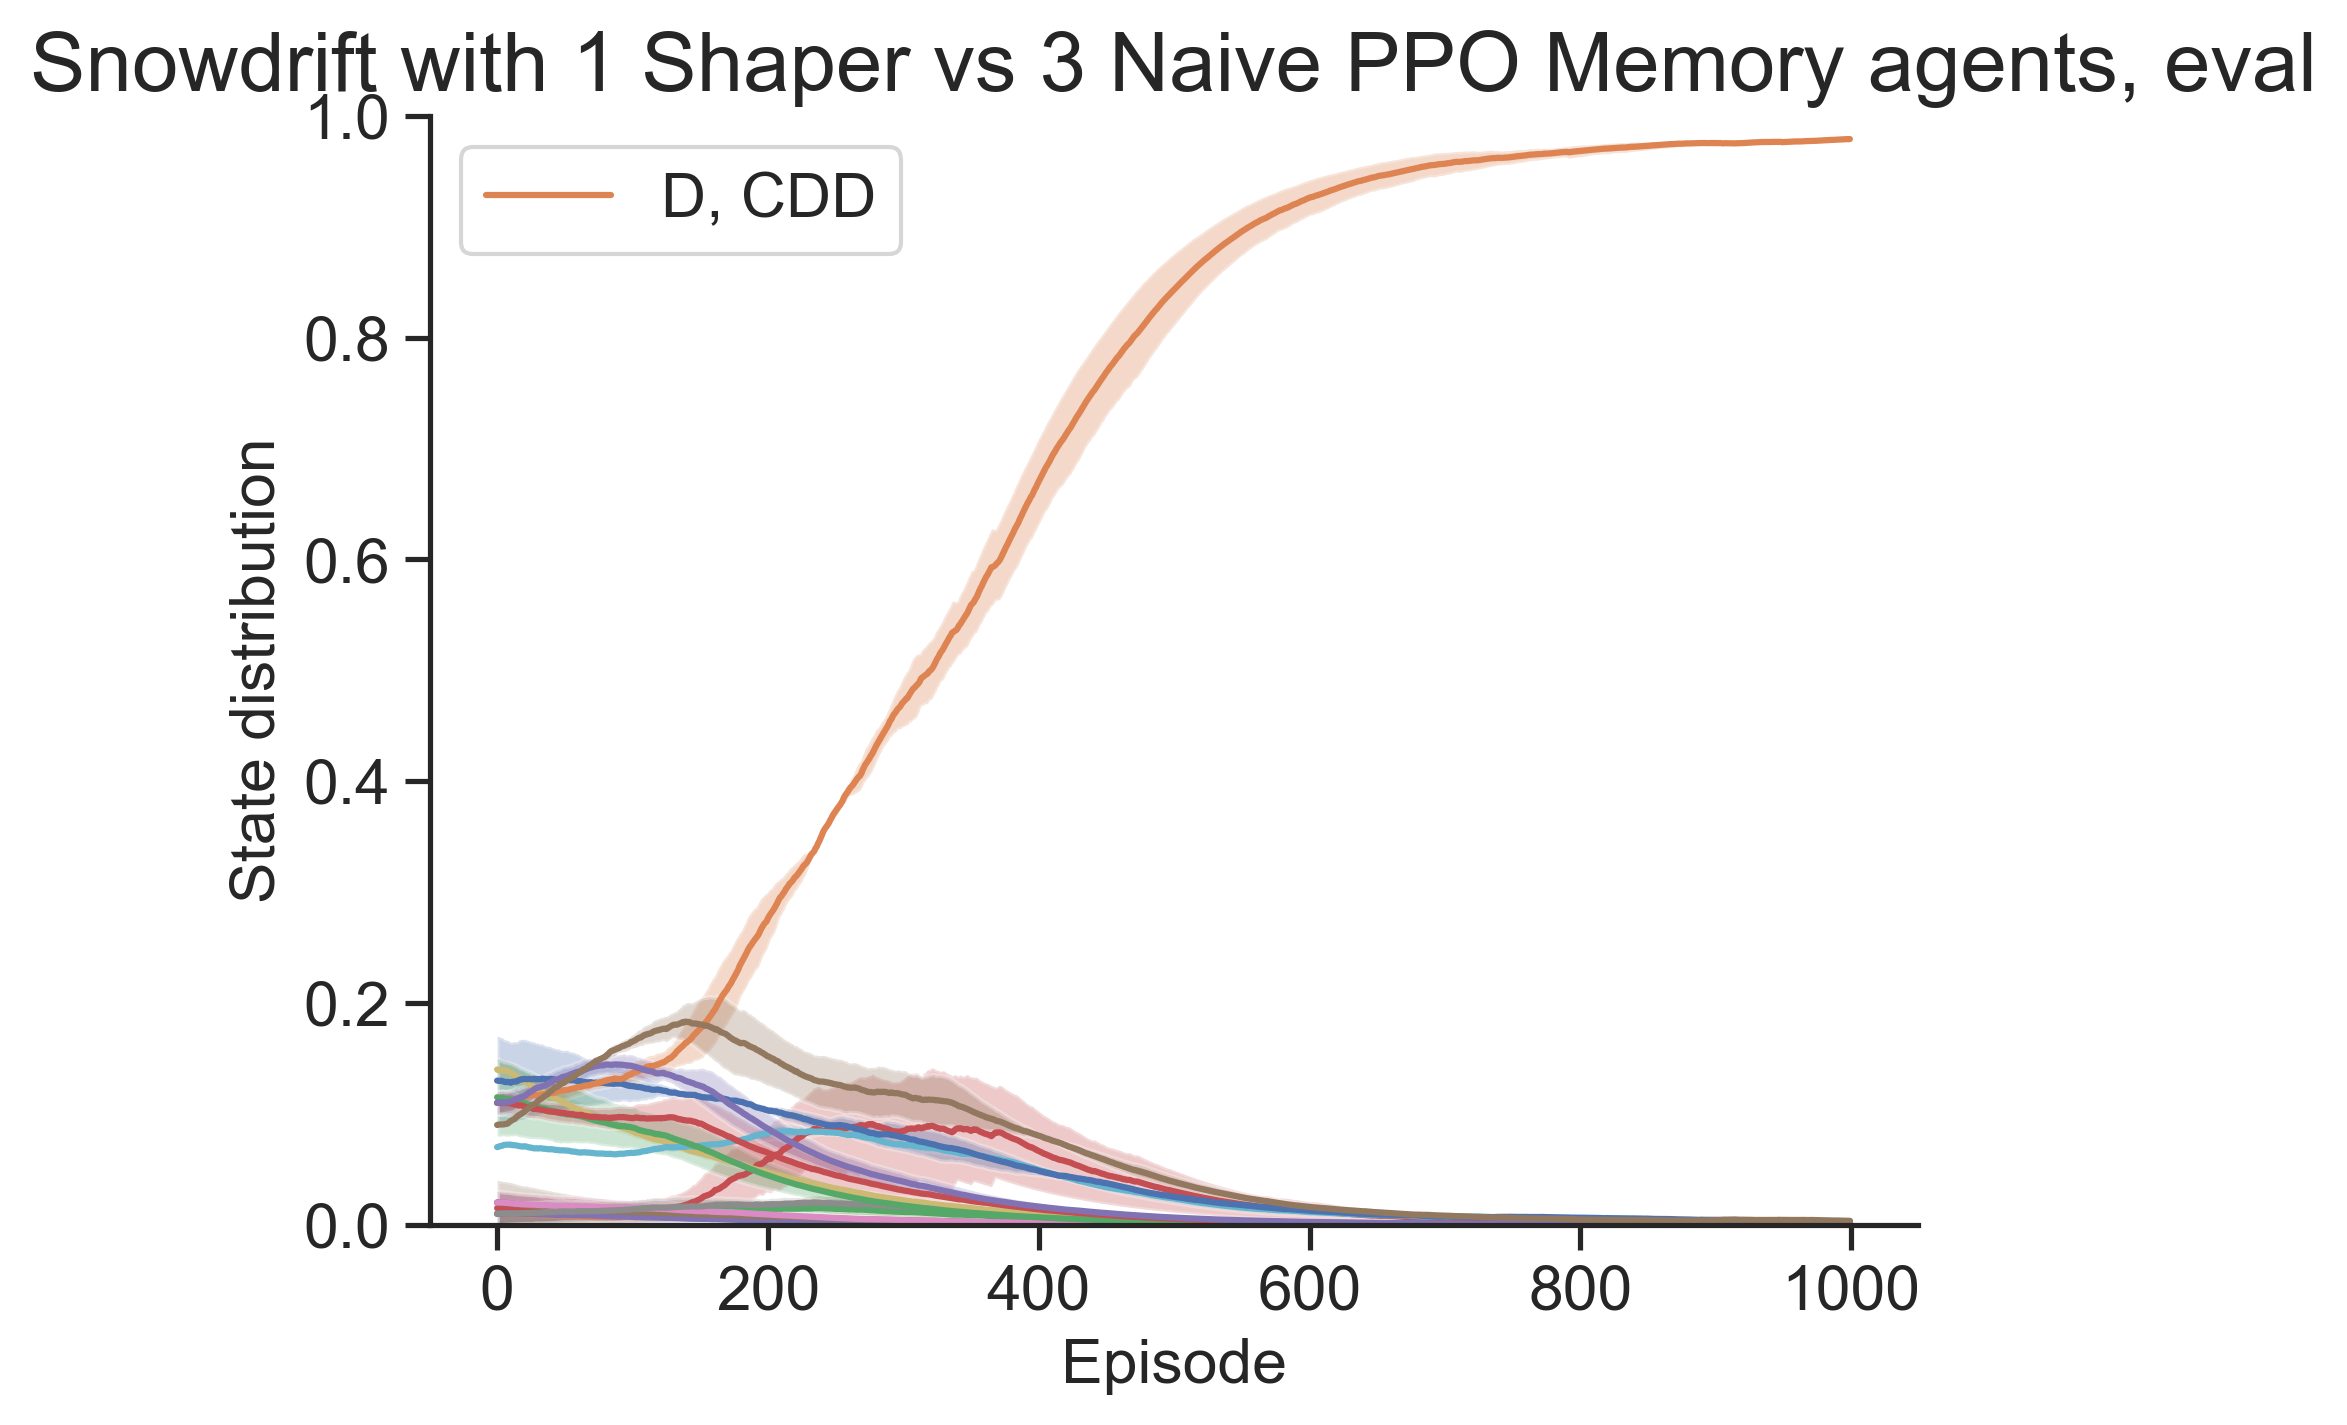 Snowdrift with 1 Shaper vs 3 Naive PPO Memory agents, eval
1.0
D, CDD
0.8
0.6
0.4
0.2
0.0
State distribution
0 200 400 600 800 1000
Episode